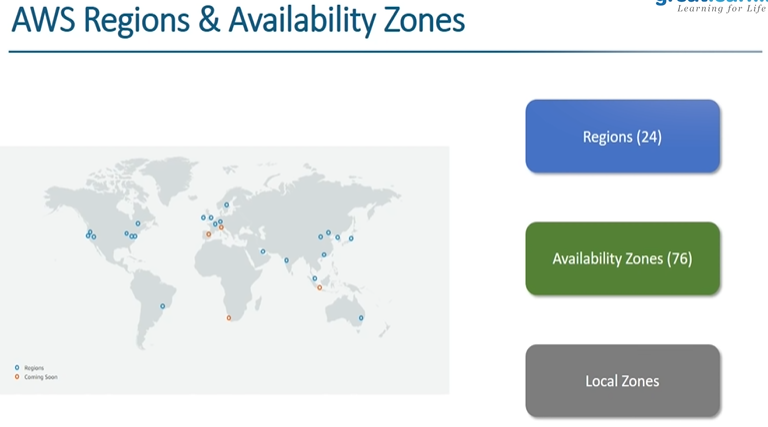 AWS Regions & Availability Zones
Learning for Life
Regions (24)
Availability Zones (76)
Local Zones
Regions
Coming Soon